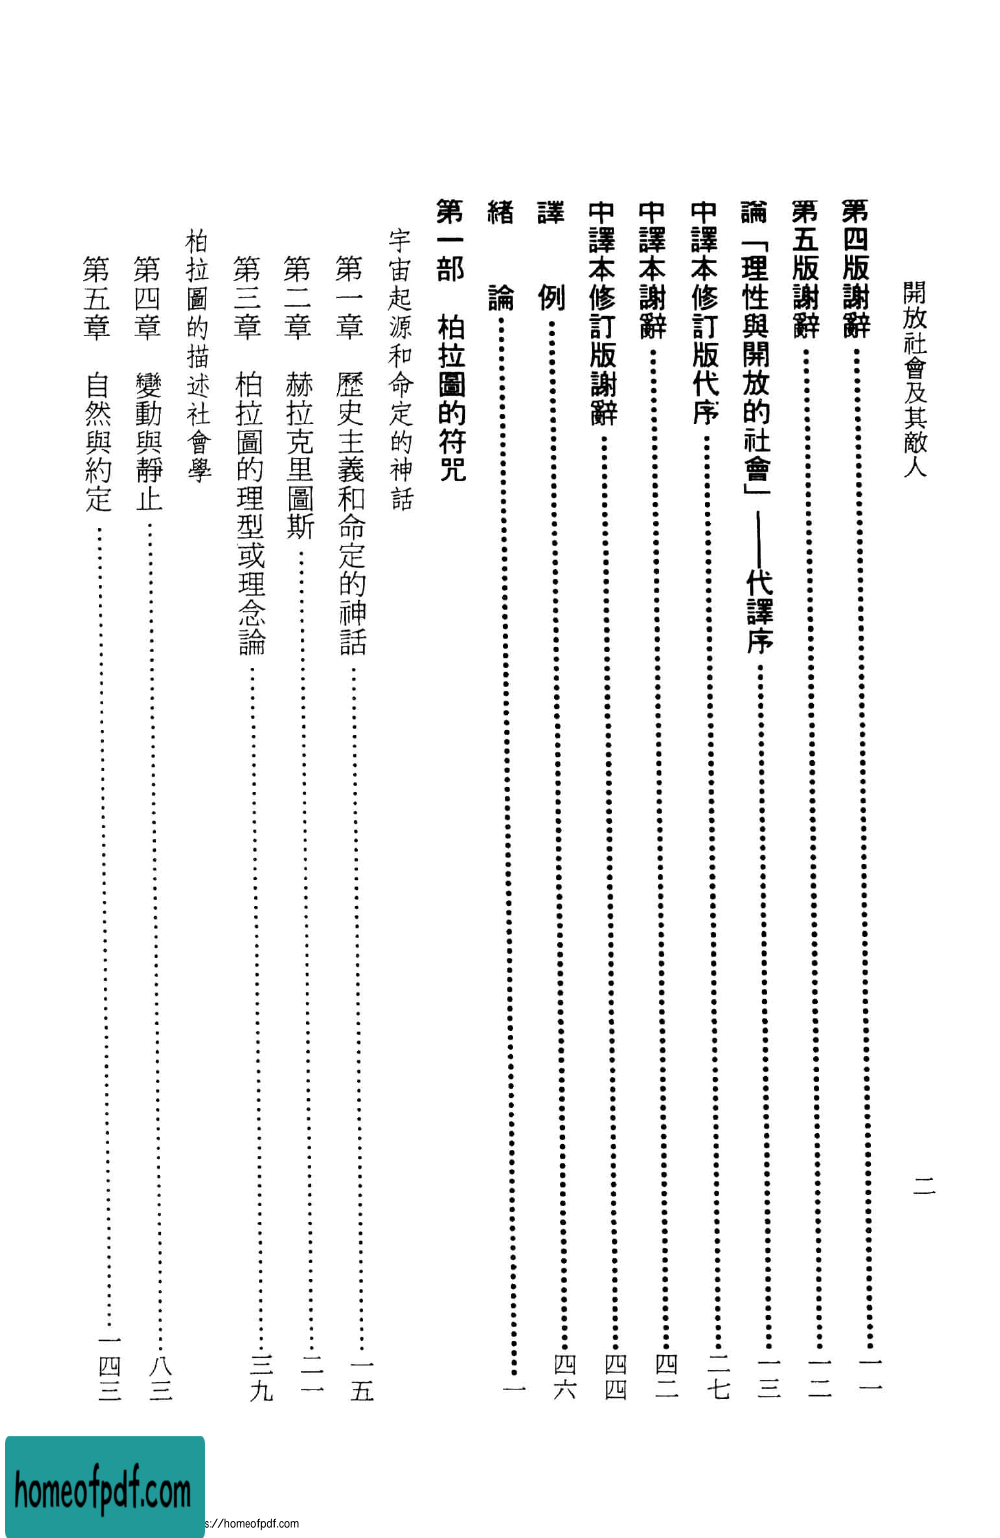 開放社會及其敵人
二
第四版謝辭…………一一
第五版謝辭…………一二
論「理性與開放的社會」——代譯序…………一三
中譯本修訂版代序…………二七
中譯本謝辭…………四二
中譯本修訂版謝辭…………四四
譯　例…………四六
緒　論…………一
第一部　柏拉圖的符咒
宇宙起源和命定的神話
第一章　歷史主義和命定的神話…………一五
第二章　赫拉克里圖斯…………二一
第三章　柏拉圖的理型或理念論…………三九
柏拉圖的描述社會學
第四章　變動與靜止…………八三
第五章　自然與約定…………一四三
homeofpdf.com
s://homeofpdf.com